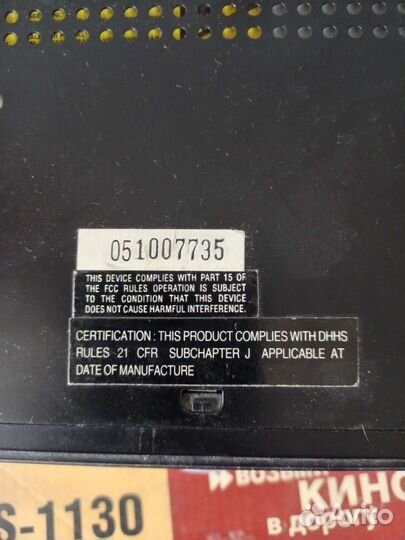 051007735
THIS DEVICE COMPLIES WITH PART 15 OF
THE FCC RULES OPERATION IS SUBJECT
TO THE CONDITION THAT THIS DEVICE
DOES NOT CAUSE HARMFUL INTERFERENCE.
CERTIFICATION : THIS PRODUCT COMPLIES WITH DHHS
RULES 21 CFR SUBCHAPTER J APPLICABLE AT
DATE OF MANUFACTURE
КИНО
S-1130
в дорогу
Avito